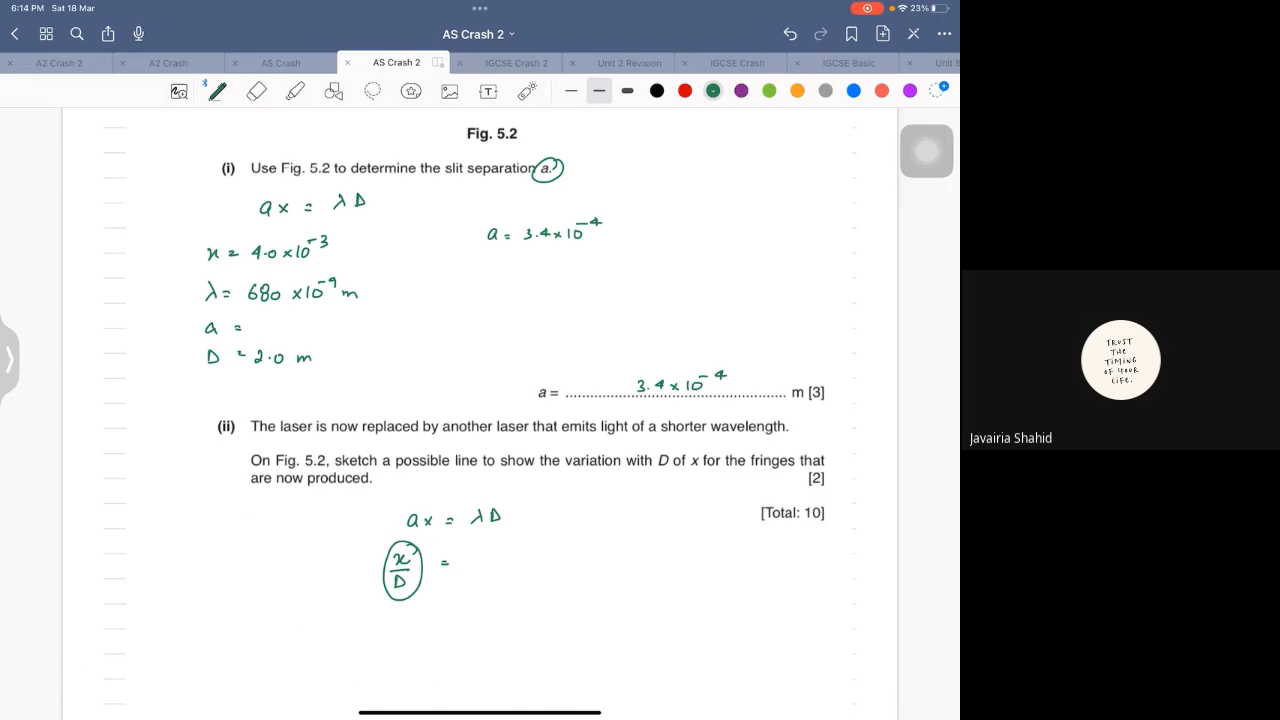 6:14 PM Sat 18 Mar
23%
AS Crash 2
A2 Crash 2
A2 Crash
AS Crash
AS Crash 2
IGCSE Crash 2
Unit 2 Revision
IGCSE Crash
IGCSE Basic
Unit 5
Fig. 5.2
(i) Use Fig. 5.2 to determine the slit separation a.
ax = λD
a = 3.4 × 10⁻⁴
x = 4.0 × 10⁻³
λ = 680 × 10⁻⁹ m
a =
D = 2.0 m
3.4 × 10⁻⁴
a = ...................................................... m [3]
(ii) The laser is now replaced by another laser that emits light of a shorter wavelength.
On Fig. 5.2, sketch a possible line to show the variation with D of x for the fringes that
are now produced. [2]
[Total: 10]
ax = λD
x/D =
TRUST
THE
TIMING
OF YOUR
LIFE.
Javairia Shahid